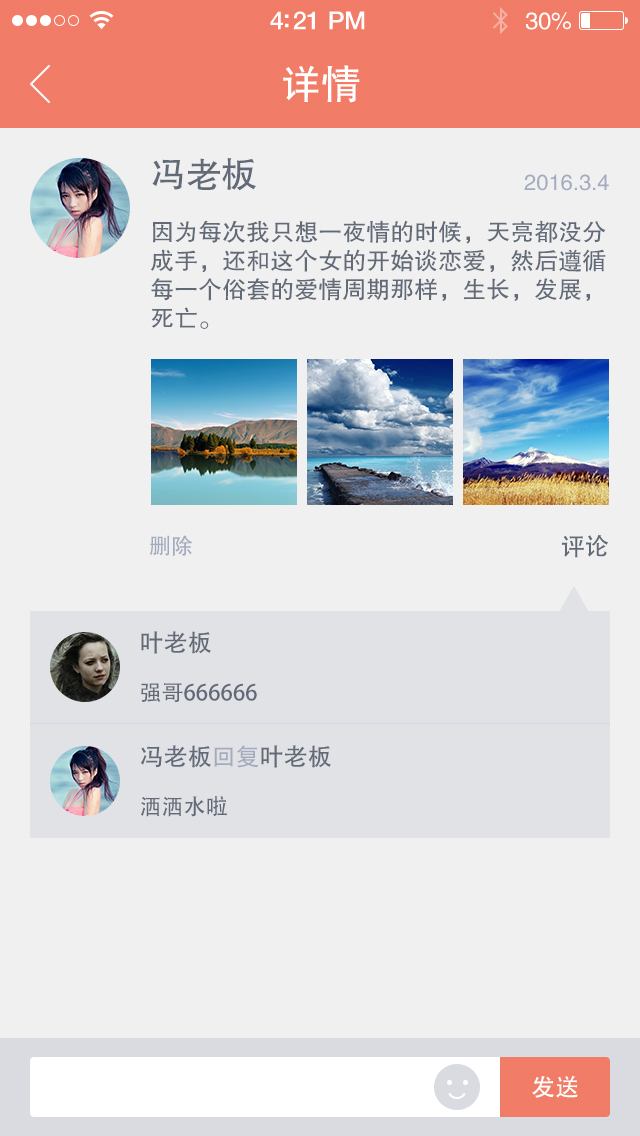 4:21 PM 30%
详情
冯老板
2016.3.4
因为每次我只想一夜情的时候，天亮都没分
成手，还和这个女的开始谈恋爱，然后遵循
每一个俗套的爱情周期那样，生长，发展，
死亡。
删除 评论
叶老板
强哥666666
冯老板回复叶老板
洒洒水啦
发送